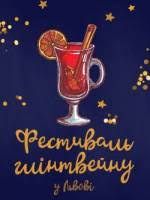 Фестиваль
глінтвейну
у Львові